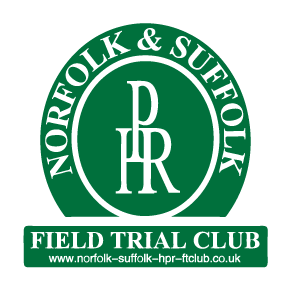 NORFOLK & SUFFOLK
HPR
FIELD TRIAL CLUB
www.norfolk-suffolk-hpr-ftclub.co.uk